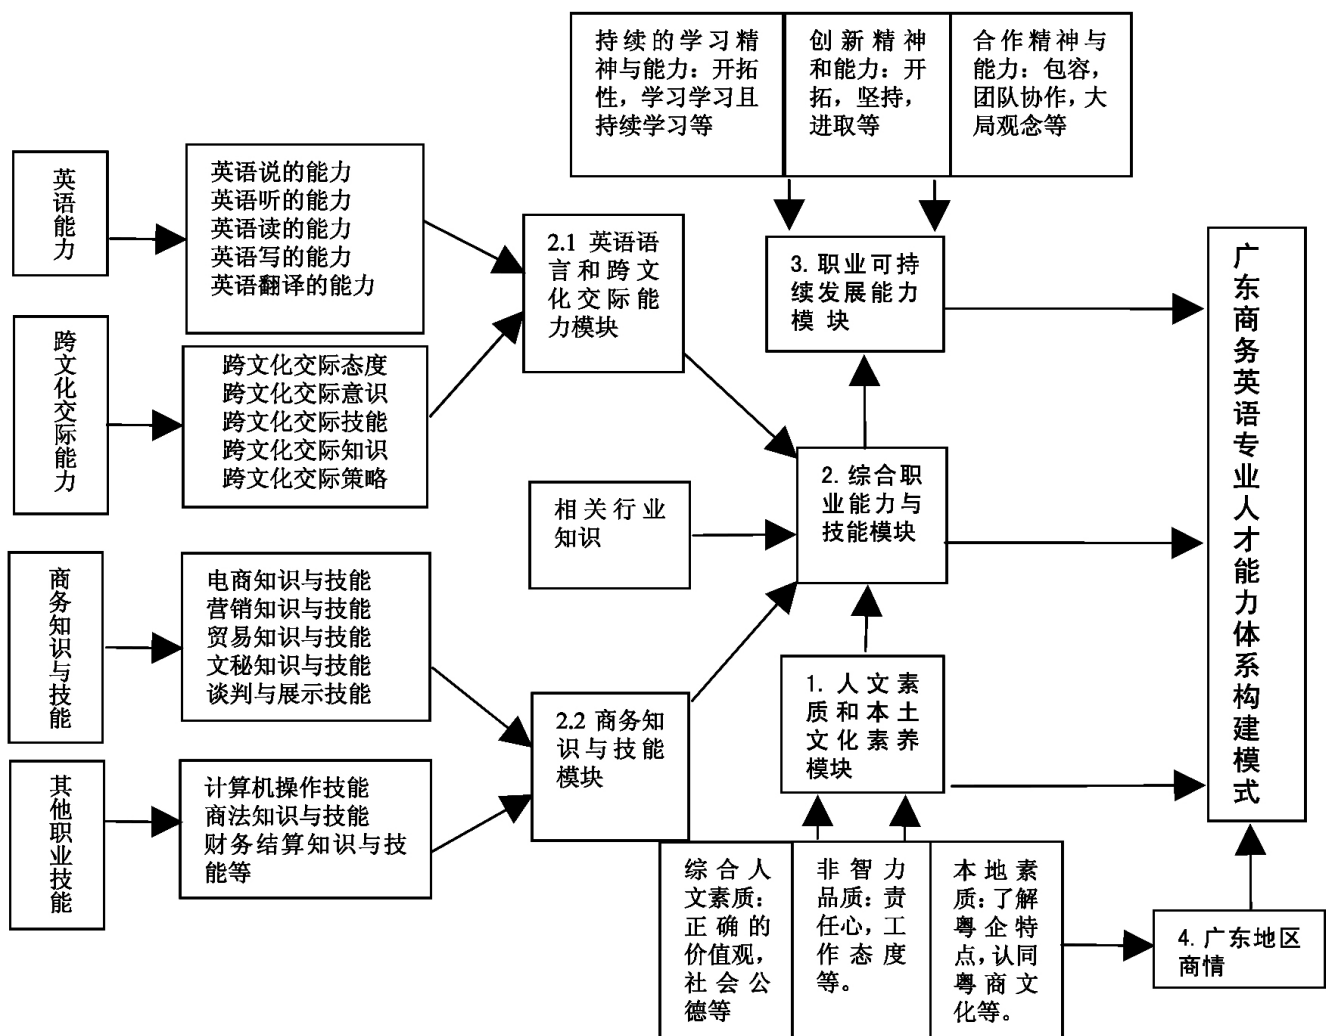 持续的学习精
神与能力：开拓
性，学习学习且
持续学习等
创新精神
和能力：开
拓，坚持，
进取等
合作精神与
能力：包容，
团队协作，大
局观念等
英语能力
英语说的能力
英语听的能力
英语读的能力
英语写的能力
英语翻译的能力
2.1 英语语
言和跨文
化交际能
力模块
3. 职业可持
续发展能力
模块
广东商务英语专业人才能力体系构建模式
跨文化交际能力
跨文化交际态度
跨文化交际意识
跨文化交际技能
跨文化交际知识
跨文化交际策略
相关行业
知识
2. 综合职
业能力与
技能模块
商务知识与技能
电商知识与技能
营销知识与技能
贸易知识与技能
文秘知识与技能
谈判与展示技能
2.2 商务知
识与技能
模块
1. 人文素
质和本土
文化素养
模块
其他职业技能
计算机操作技能
商法知识与技能
财务结算知识与技
能等
综合人
文素质：
正确的
价值观，
社会公
德等
非智力
品质：责
任心，工
作态度
等。
本地素
质：了解
粤企特
点，认同
粤商文
化等。
4. 广东地区
商情